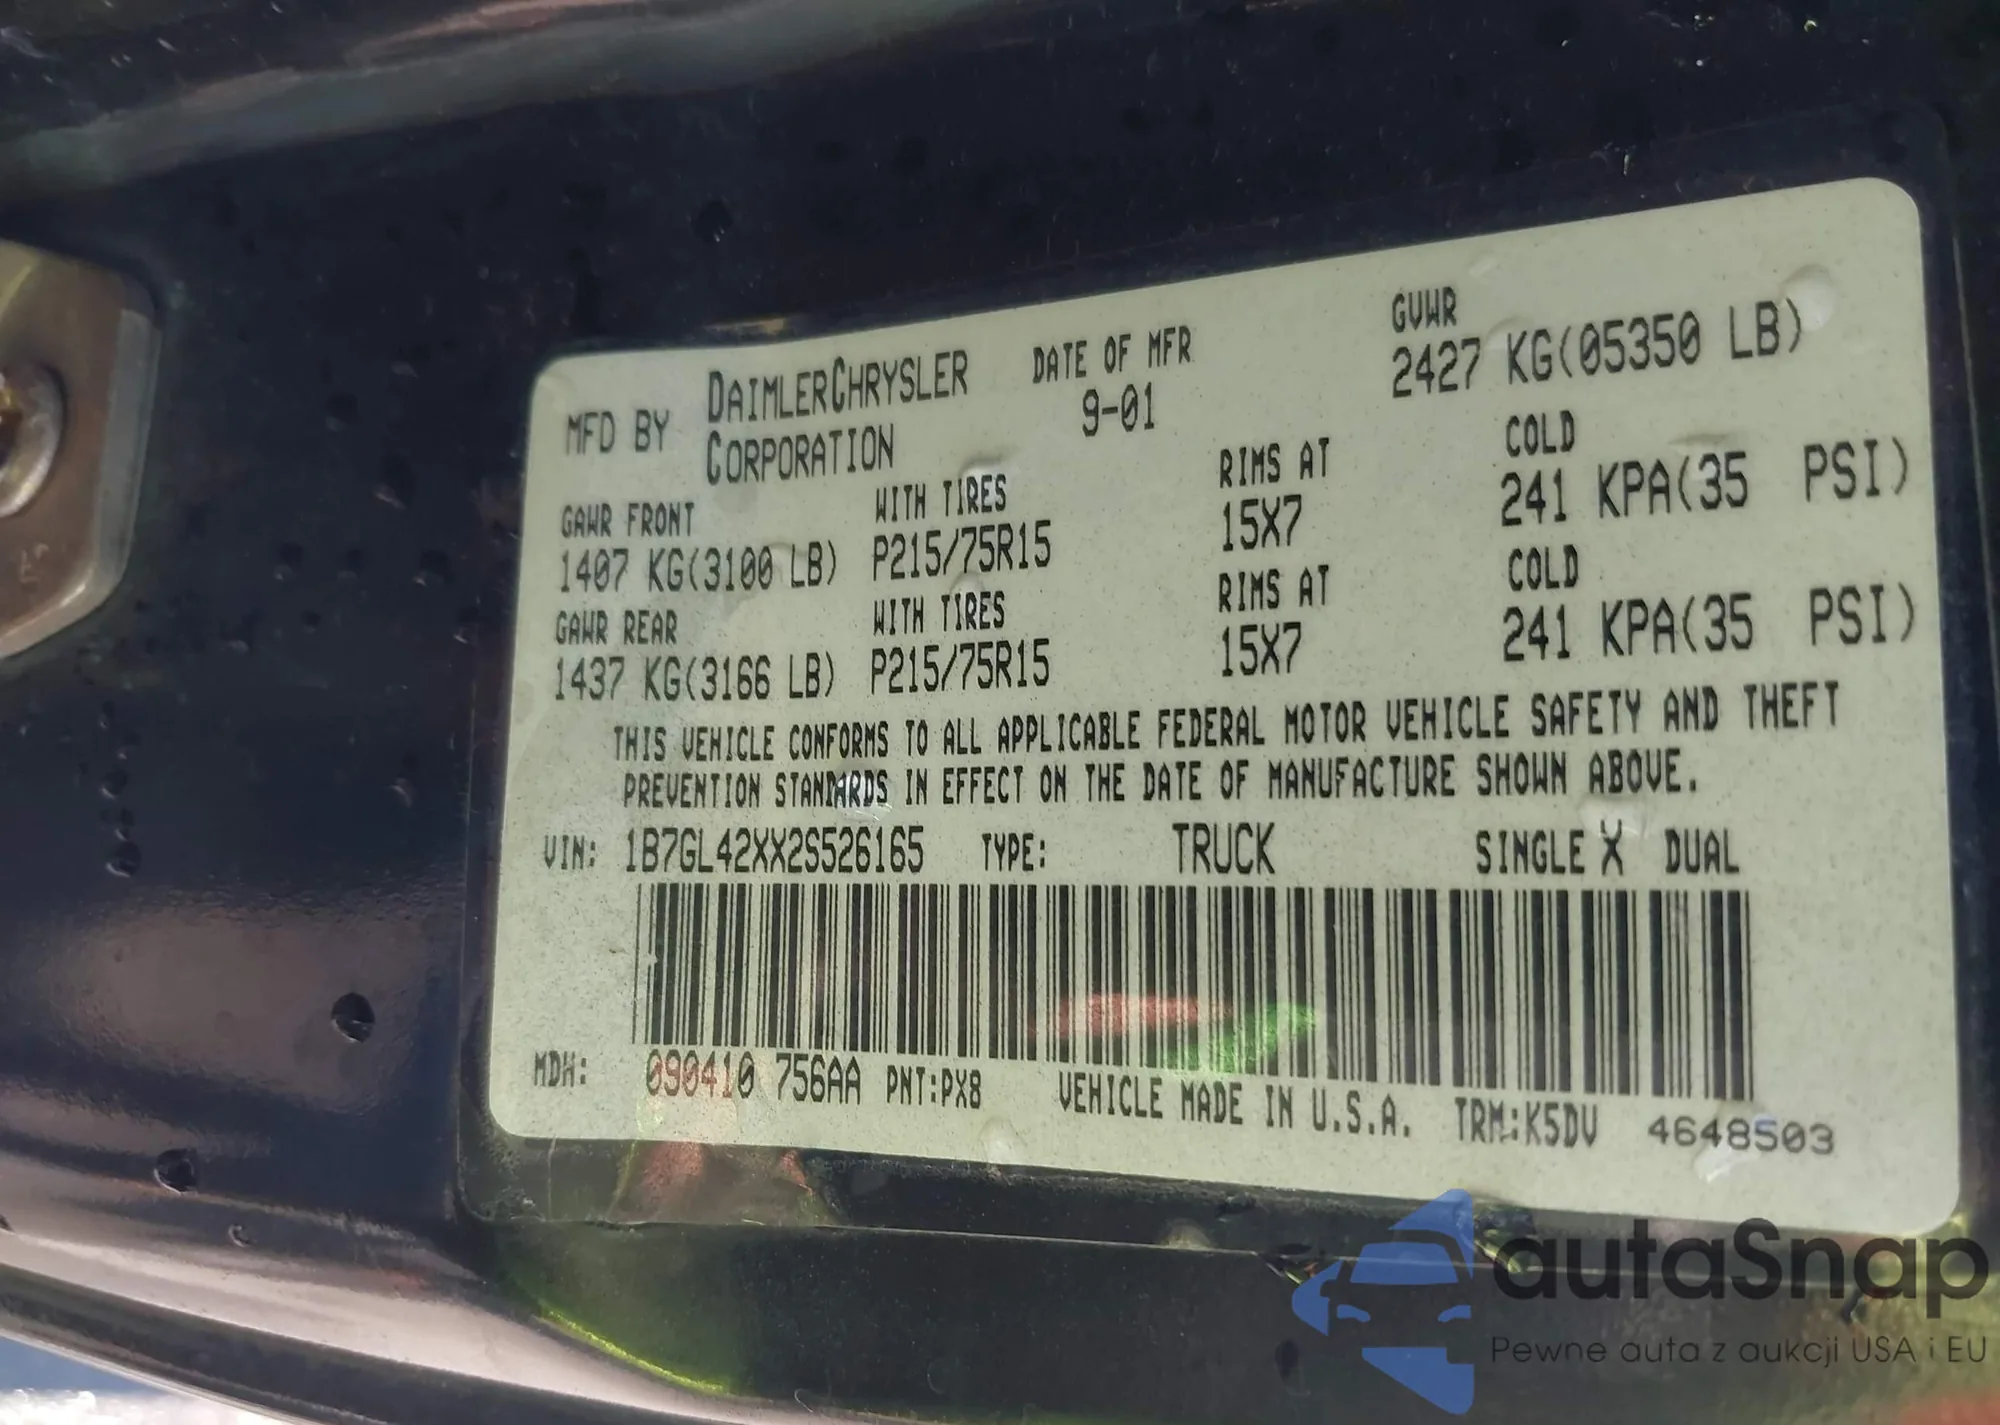 MFD BY DAIMLERCHRYSLER CORPORATION
DATE OF MFR
9-01
GVWR
2427 KG(05350 LB)
GAWR FRONT WITH TIRES RIMS AT COLD
1407 KG(3100 LB) P215/75R15 15X7 241 KPA(35 PSI)
GAWR REAR WITH TIRES RIMS AT COLD
1437 KG(3166 LB) P215/75R15 15X7 241 KPA(35 PSI)
THIS VEHICLE CONFORMS TO ALL APPLICABLE FEDERAL MOTOR VEHICLE SAFETY AND THEFT
PREVENTION STANDARDS IN EFFECT ON THE DATE OF MANUFACTURE SHOWN ABOVE.
VIN: 1B7GL42XX2S526165 TYPE: TRUCK SINGLE X DUAL
MDH: 090410 756AA PNT:PX8 VEHICLE MADE IN U.S.A. TRM:K5DV 4648503
autaSnap
Pewne auta z aukcji USA i EU